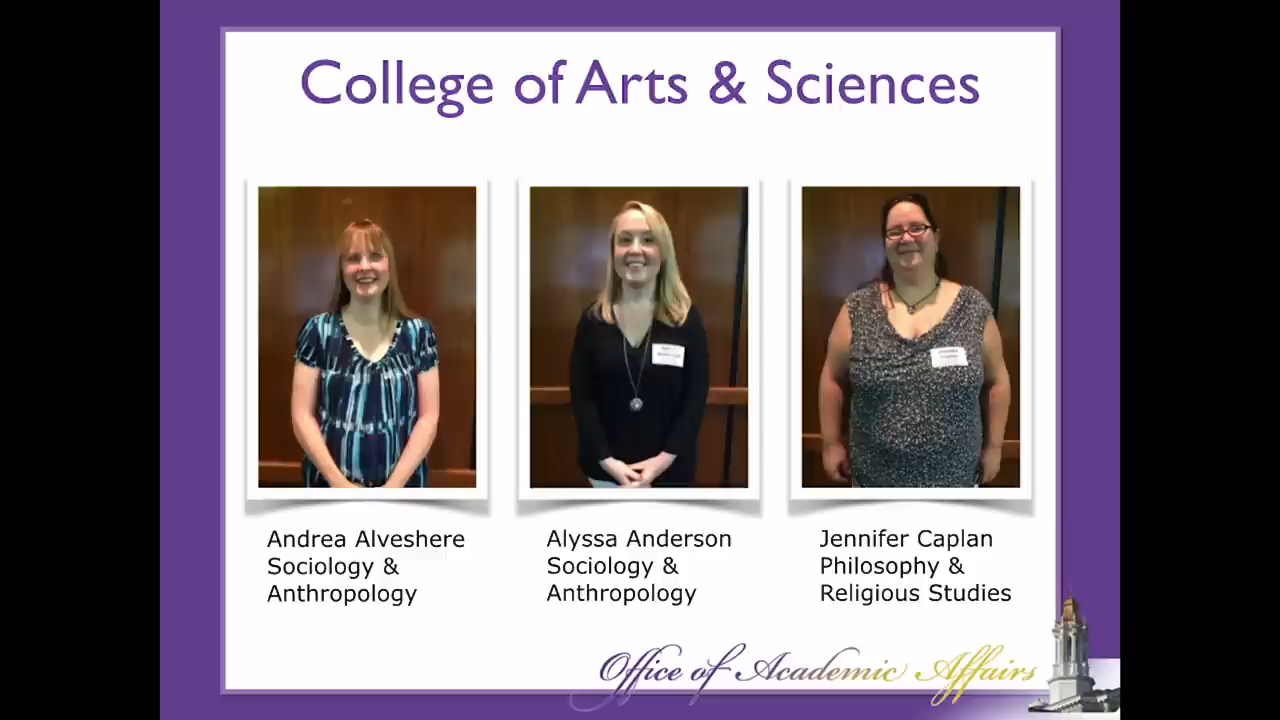 College of Arts & Sciences
Andrea Alveshere
Sociology &
Anthropology
Alyssa Anderson
Sociology &
Anthropology
Jennifer Caplan
Philosophy &
Religious Studies
Office of Academic Affairs